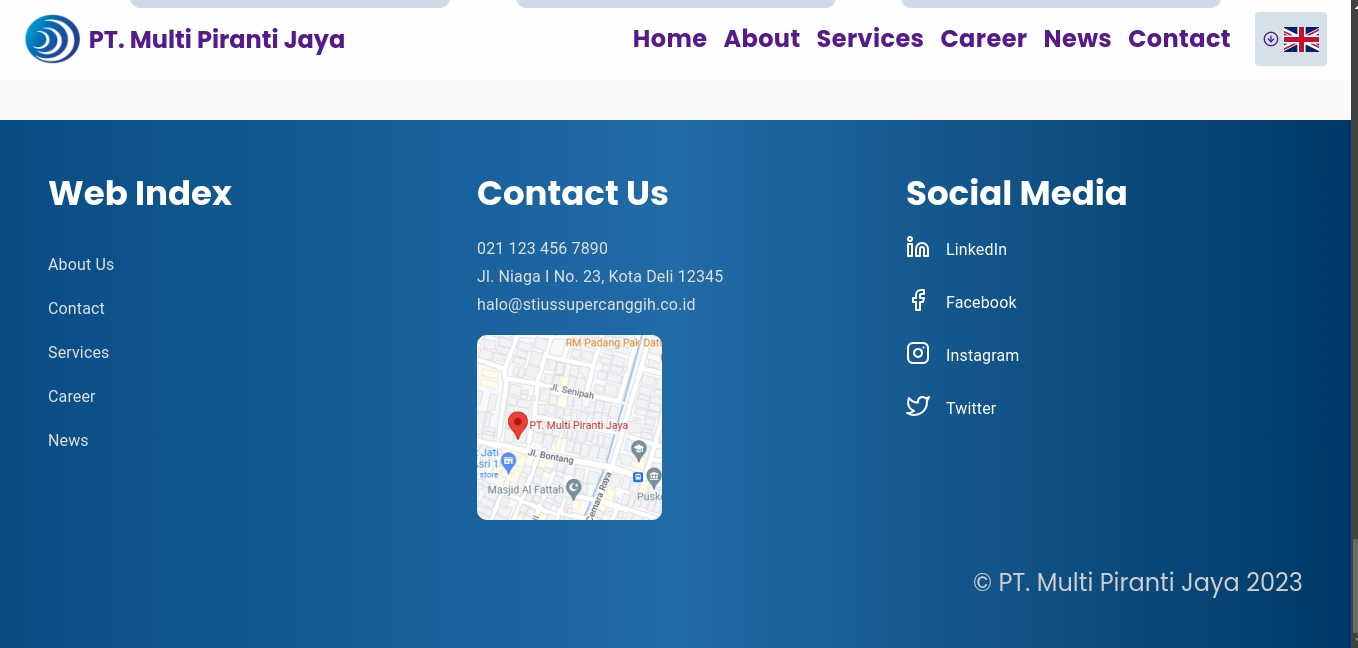 PT. Multi Piranti Jaya
Home About Services Career News Contact
Web Index
About Us
Contact
Services
Career
News
Contact Us
021 123 456 7890
Jl. Niaga I No. 23, Kota Deli 12345
halo@stiussupercanggih.co.id
RM Padang Pak Dato
Jl. Senipah
PT. Multi Piranti Jaya
Jl. Bontang
Jati
sri 1
store
Masjid Al Fattah
Cemara Raya
Puske
Social Media
LinkedIn
Facebook
Instagram
Twitter
© PT. Multi Piranti Jaya 2023